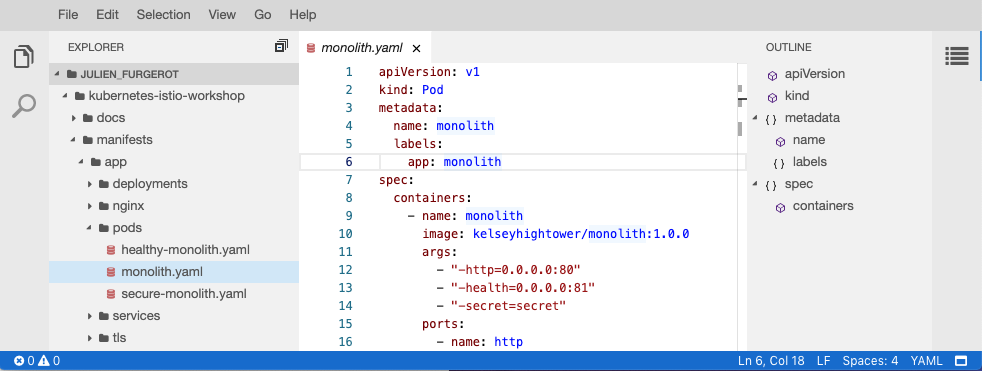 File Edit Selection View Go Help
EXPLORER
JULIEN_FURGEROT
kubernetes-istio-workshop
docs
manifests
app
deployments
nginx
pods
healthy-monolith.yaml
monolith.yaml
secure-monolith.yaml
services
tls
monolith.yaml ×
1 apiVersion: v1
2 kind: Pod
3 metadata:
4 name: monolith
5 labels:
6 app: monolith
7 spec:
8 containers:
9 - name: monolith
10 image: kelseyhightower/monolith:1.0.0
11 args:
12 - "-http=0.0.0.0:80"
13 - "-health=0.0.0.0:81"
14 - "-secret=secret"
15 ports:
16 - name: http
OUTLINE
apiVersion
kind
{} metadata
name
labels
{} spec
containers
0 0 Ln 6, Col 18 LF Spaces: 4 YAML